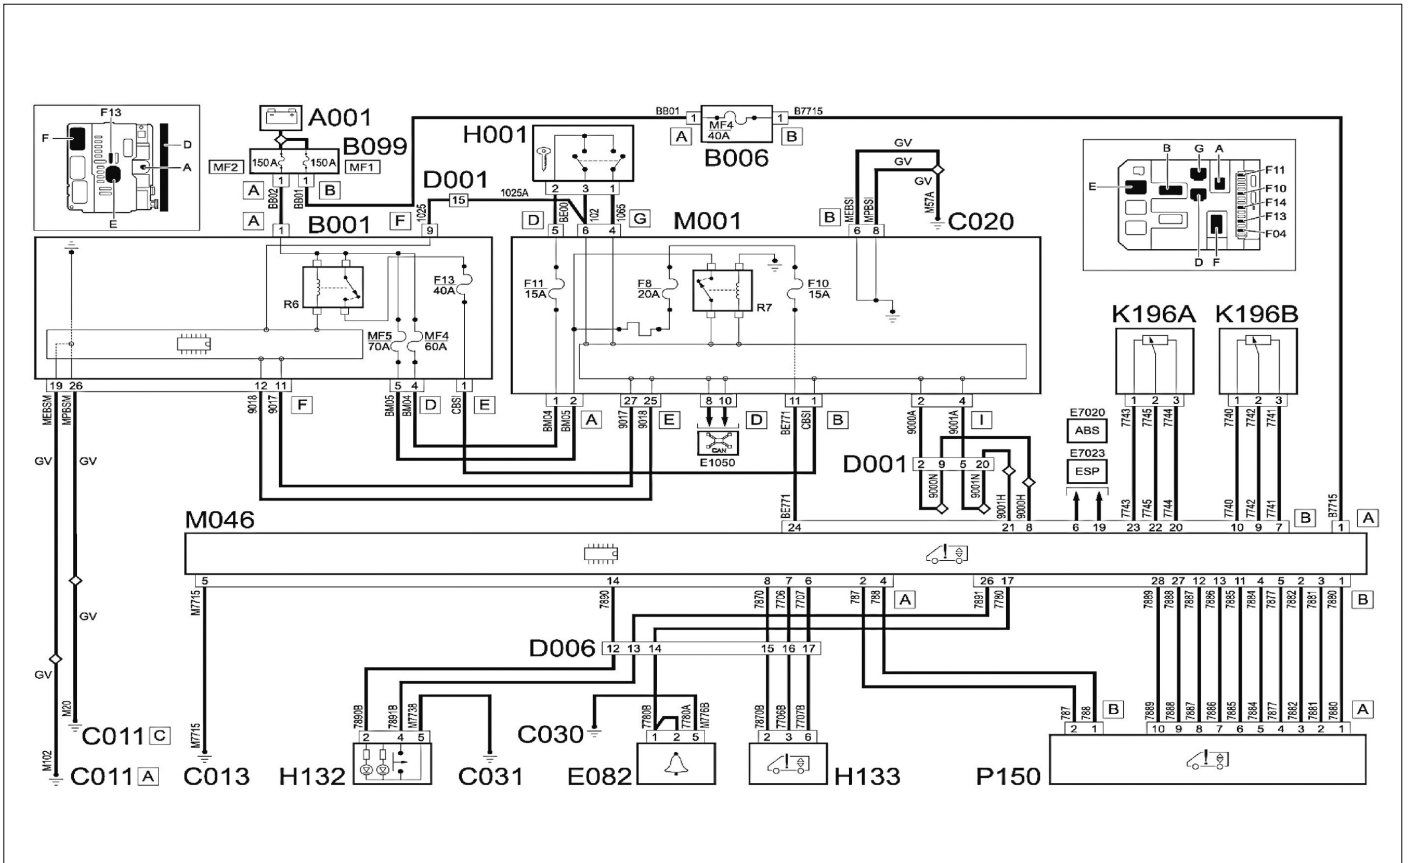 F13
F
D
A
E
A001
B099
MF2
150A
150A
MF1
A
1
1
B
BB02
BB01
A
1
B001
H001
2
3
1
D001
15
1025A
F
1025
9
D
BE00
102
1065
G
5
6
4
M001
BB01
1
MF4
40A
1
B7715
A
B
B006
GV
GV
GV
B
MEBSI
MPBSI
M57A
6
8
C020
B
G
A
E
F11
F10
F14
F13
F04
D
F
R6
F13
40A
MF5
70A
MF4
60A
F11
15A
F8
20A
R7
F10
15A
19
26
12
11
5
4
1
MEBSM
MPBSM
9018
9017
F
BM05
BM04
D
CBSI
E
1
2
27
25
8
10
11
1
2
4
BM04
BM05
A
9017
9018
E
D
BE771
CBSI
B
9000A
9001A
I
CAN
E1050
D001
2
9
5
20
9000N
9001N
9001H
9000H
K196A
K196B
1
2
3
1
2
3
7743
7745
7744
7740
7742
7741
E7020
ABS
E7023
ESP
GV
GV
M046
BE771
7743
7745
7744
7740
7742
7741
B7715
24
21
8
6
19
23
22
20
10
9
7
B
1
A
5
14
8
7
6
2
4
26
17
28
27
12
13
11
4
5
2
3
1
M7715
7890
7870
7706
7707
787
788
A
7891
7780
7889
7888
7887
7886
7885
7884
7877
7882
7881
7880
B
GV
GV
D006
12
13
14
15
16
17
M20
M102
C011
C
C011
A
M7715
C013
7890B
7891B
M7738
2
4
5
H132
C031
C030
7780B
7780A
M776B
1
2
5
E082
7870B
7706B
7707B
2
3
6
H133
787
788
B
2
1
7889
7888
7887
7886
7885
7884
7877
7882
7881
7880
A
10
9
8
7
6
5
4
3
2
1
P150